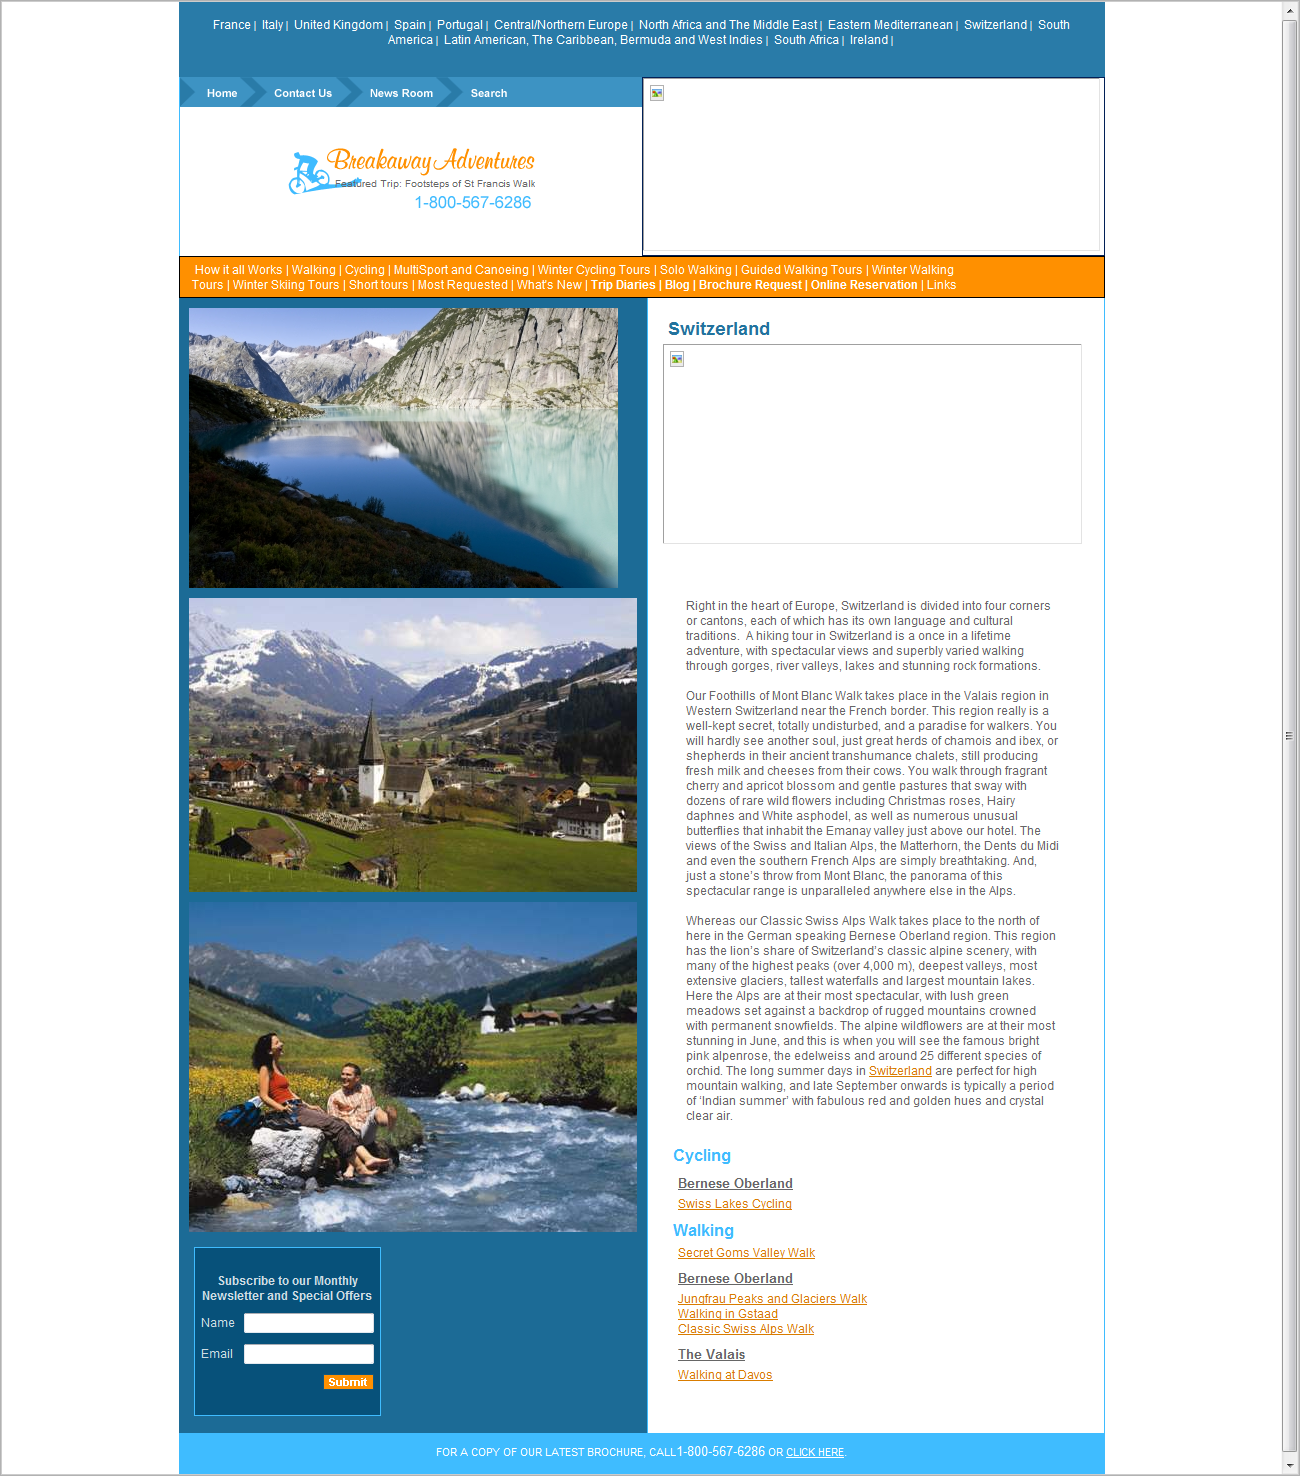 France | Italy | United Kingdom | Spain | Portugal | Central/Northern Europe | North Africa and The Middle East | Eastern Mediterranean | Switzerland | South
America | Latin American, The Caribbean, Bermuda and West Indies | South Africa | Ireland |
Home Contact Us News Room Search
Breakaway Adventures
Featured Trip: Footsteps of St Francis Walk
1-800-567-6286
How it all Works | Walking | Cycling | MultiSport and Canoeing | Winter Cycling Tours | Solo Walking | Guided Walking Tours | Winter Walking
Tours | Winter Skiing Tours | Short tours | Most Requested | What's New | Trip Diaries | Blog | Brochure Request | Online Reservation | Links
Switzerland
Right in the heart of Europe, Switzerland is divided into four corners
or cantons, each of which has its own language and cultural
traditions.  A hiking tour in Switzerland is a once in a lifetime
adventure, with spectacular views and superbly varied walking
through gorges, river valleys, lakes and stunning rock formations.
Our Foothills of Mont Blanc Walk takes place in the Valais region in
Western Switzerland near the French border. This region really is a
well-kept secret, totally undisturbed, and a paradise for walkers. You
will hardly see another soul, just great herds of chamois and ibex, or
shepherds in their ancient transhumance chalets, still producing
fresh milk and cheeses from their cows. You walk through fragrant
cherry and apricot blossom and gentle pastures that sway with
dozens of rare wild flowers including Christmas roses, Hairy
daphnes and White asphodel, as well as numerous unusual
butterflies that inhabit the Emanay valley just above our hotel. The
views of the Swiss and Italian Alps, the Matterhorn, the Dents du Midi
and even the southern French Alps are simply breathtaking. And,
just a stone's throw from Mont Blanc, the panorama of this
spectacular range is unparalleled anywhere else in the Alps.
Whereas our Classic Swiss Alps Walk takes place to the north of
here in the German speaking Bernese Oberland region. This region
has the lion's share of Switzerland's classic alpine scenery, with
many of the highest peaks (over 4,000 m), deepest valleys, most
extensive glaciers, tallest waterfalls and largest mountain lakes.
Here the Alps are at their most spectacular, with lush green
meadows set against a backdrop of rugged mountains crowned
with permanent snowfields. The alpine wildflowers are at their most
stunning in June, and this is when you will see the famous bright
pink alpenrose, the edelweiss and around 25 different species of
orchid. The long summer days in Switzerland are perfect for high
mountain walking, and late September onwards is typically a period
of 'Indian summer' with fabulous red and golden hues and crystal
clear air.
Cycling
Bernese Oberland
Swiss Lakes Cycling
Walking
Secret Goms Valley Walk
Bernese Oberland
Jungfrau Peaks and Glaciers Walk
Walking in Gstaad
Classic Swiss Alps Walk
The Valais
Walking at Davos
Subscribe to our Monthly
Newsletter and Special Offers
Name
Email
Submit
FOR A COPY OF OUR LATEST BROCHURE, CALL1-800-567-6286 OR CLICK HERE.